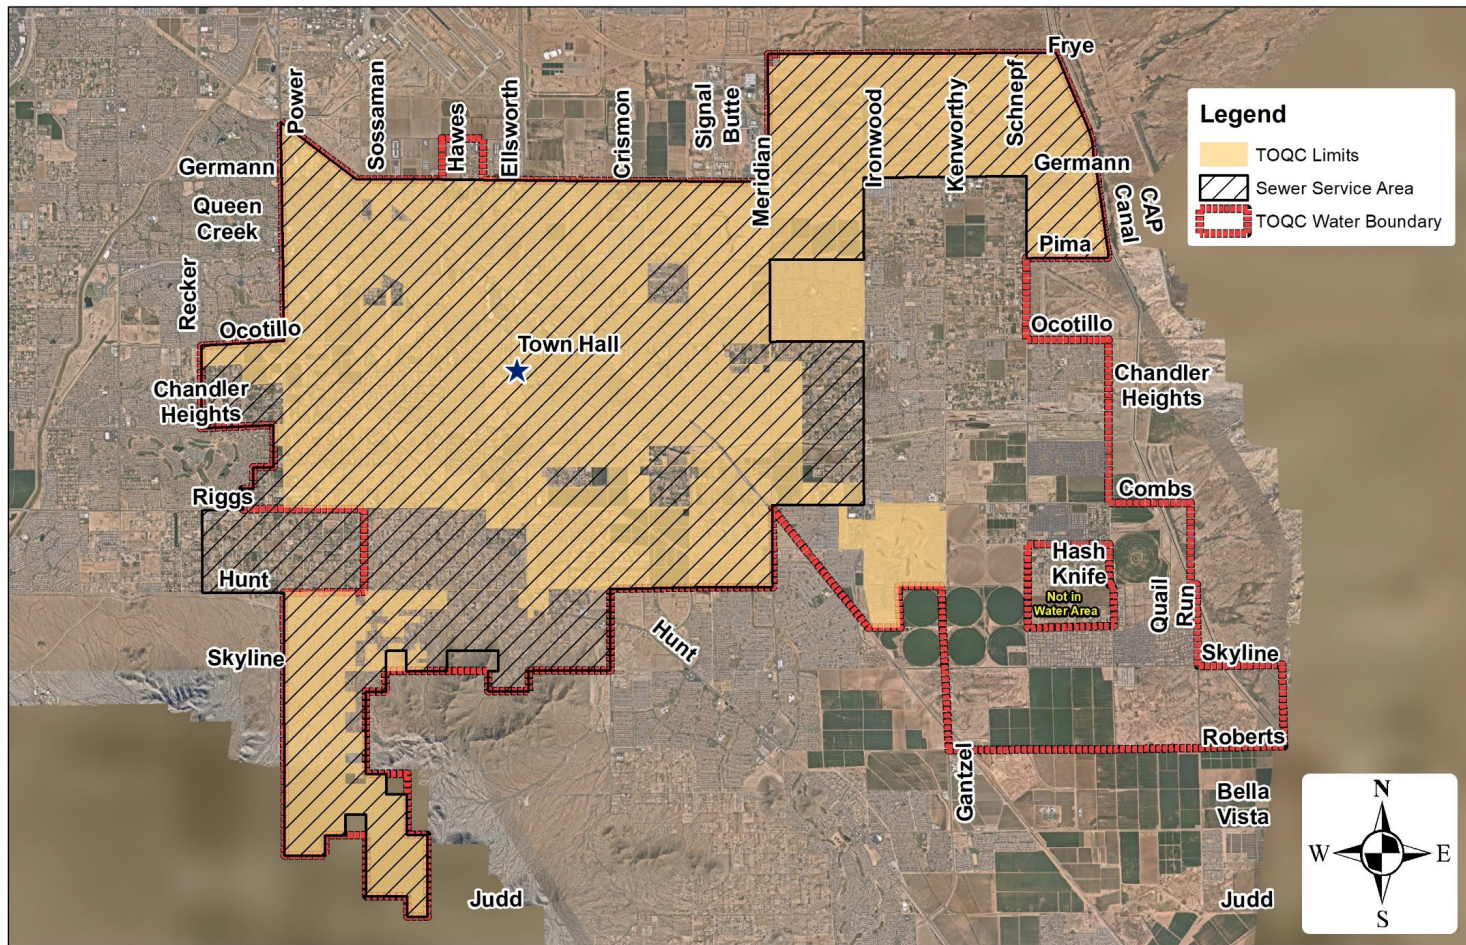 Frye
Power
Sossaman
Hawes
Ellsworth
Crismon
Signal
Butte
Meridian
Ironwood
Kenworthy
Schnepf
Germann
Germann
Queen
Creek
CAP
Canal
Pima
Recker
Ocotillo
Ocotillo
Town Hall
Chandler
Heights
Chandler
Heights
Riggs
Combs
Hunt
Hash
Knife
Not in
Water Area
Quail
Run
Hunt
Skyline
Skyline
Roberts
Gantzel
Bella
Vista
Judd
Judd
Legend
TOQC Limits
Sewer Service Area
TOQC Water Boundary
N
W
E
S